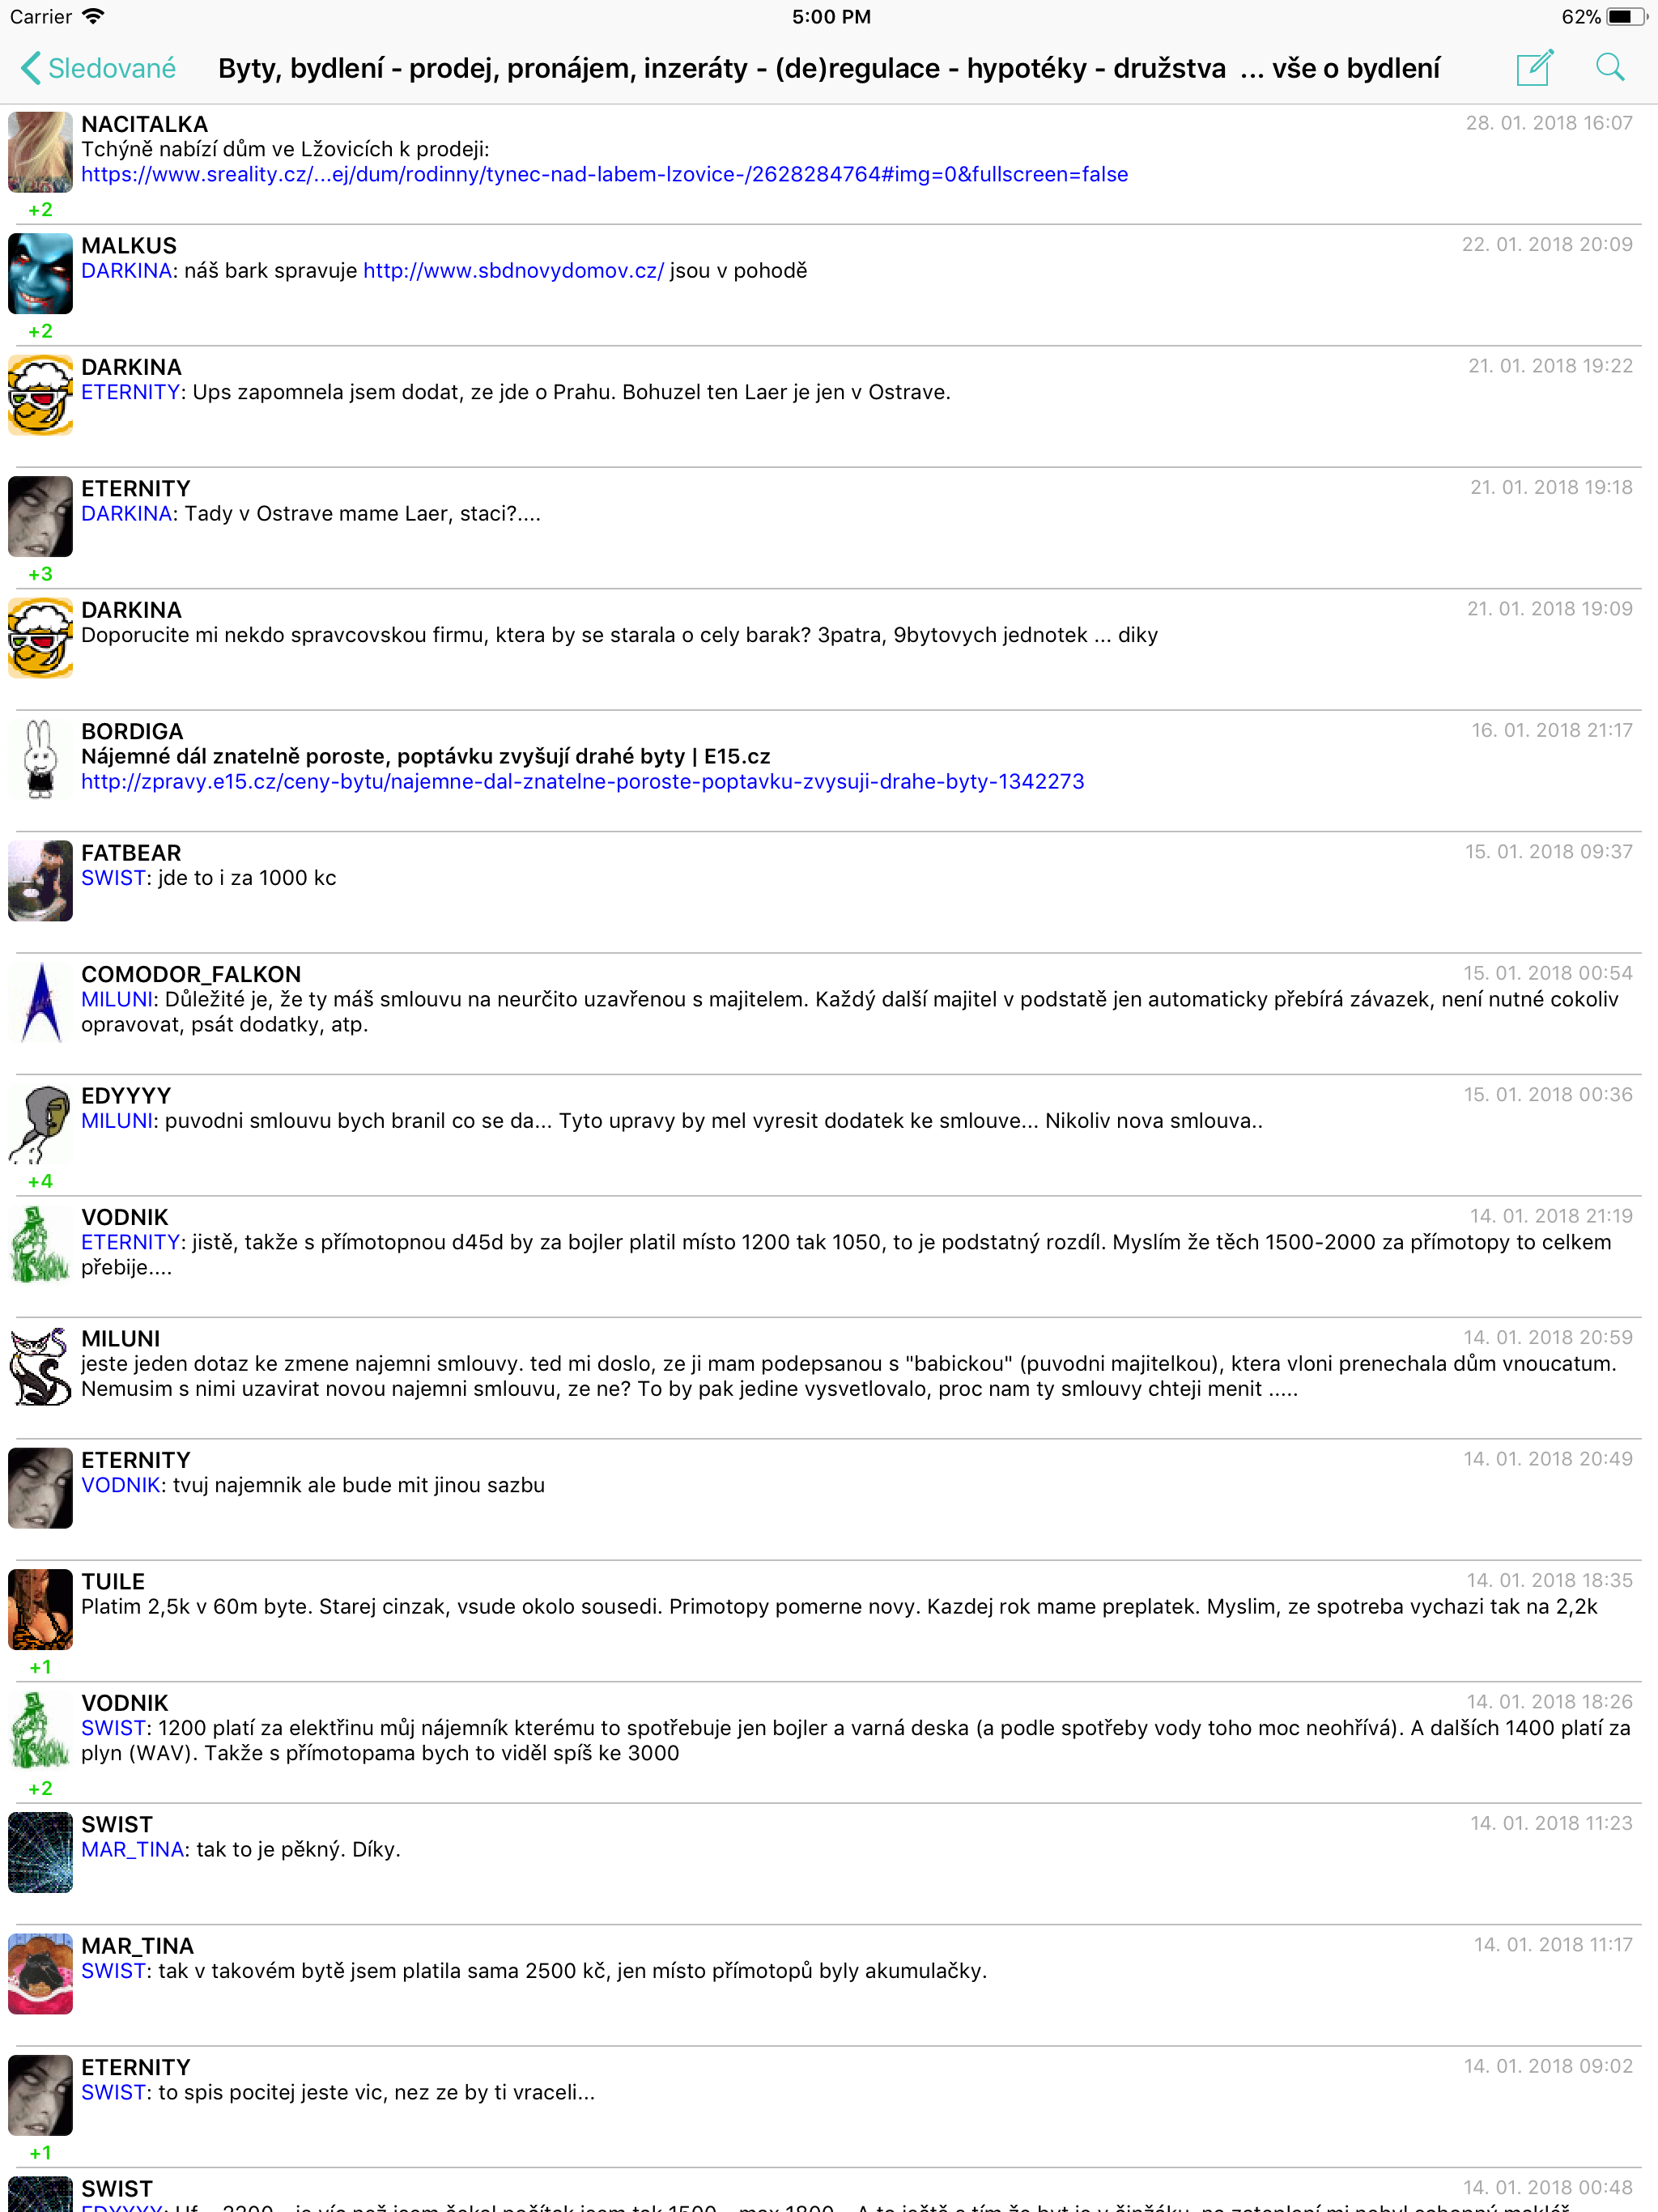 Carrier 5:00 PM 62%
Sledované Byty, bydlení - prodej, pronájem, inzeráty - (de)regulace - hypotéky - družstva ... vše o bydlení
NACITALKA 28. 01. 2018 16:07
Tchýně nabízí dům ve Lžovicích k prodeji:
https://www.sreality.cz/...ej/dum/rodinny/tynec-nad-labem-lzovice-/2628284764#img=0&fullscreen=false
+2
MALKUS 22. 01. 2018 20:09
DARKINA: náš bark spravuje http://www.sbdnovydomov.cz/ jsou v pohodě
+2
DARKINA 21. 01. 2018 19:22
ETERNITY: Ups zapomnela jsem dodat, ze jde o Prahu. Bohuzel ten Laer je jen v Ostrave.
ETERNITY 21. 01. 2018 19:18
DARKINA: Tady v Ostrave mame Laer, staci?....
+3
DARKINA 21. 01. 2018 19:09
Doporucite mi nekdo spravcovskou firmu, ktera by se starala o cely barak? 3patra, 9bytovych jednotek ... diky
BORDIGA 16. 01. 2018 21:17
Nájemné dál znatelně poroste, poptávku zvyšují drahé byty | E15.cz
http://zpravy.e15.cz/ceny-bytu/najemne-dal-znatelne-poroste-poptavku-zvysuji-drahe-byty-1342273
FATBEAR 15. 01. 2018 09:37
SWIST: jde to i za 1000 kc
COMODOR_FALKON 15. 01. 2018 00:54
MILUNI: Důležité je, že ty máš smlouvu na neurčito uzavřenou s majitelem. Každý další majitel v podstatě jen automaticky přebírá závazek, není nutné cokoliv
opravovat, psát dodatky, atp.
EDYYYY 15. 01. 2018 00:36
MILUNI: puvodni smlouvu bych branil co se da... Tyto upravy by mel vyresit dodatek ke smlouve... Nikoliv nova smlouva..
+4
VODNIK 14. 01. 2018 21:19
ETERNITY: jistě, takže s přímotopnou d45d by za bojler platil místo 1200 tak 1050, to je podstatný rozdíl. Myslím že těch 1500-2000 za přímotopy to celkem
přebije....
MILUNI 14. 01. 2018 20:59
jeste jeden dotaz ke zmene najemni smlouvy. ted mi doslo, ze ji mam podepsanou s "babickou" (puvodni majitelkou), ktera vloni prenechala dům vnoucatum.
Nemusim s nimi uzavirat novou najemni smlouvu, ze ne? To by pak jedine vysvetlovalo, proc nam ty smlouvy chteji menit .....
ETERNITY 14. 01. 2018 20:49
VODNIK: tvuj najemnik ale bude mit jinou sazbu
TUILE 14. 01. 2018 18:35
Platim 2,5k v 60m byte. Starej cinzak, vsude okolo sousedi. Primotopy pomerne novy. Kazdej rok mame preplatek. Myslim, ze spotreba vychazi tak na 2,2k
+1
VODNIK 14. 01. 2018 18:26
SWIST: 1200 platí za elektřinu můj nájemník kterému to spotřebuje jen bojler a varná deska (a podle spotřeby vody toho moc neohřívá). A dalších 1400 platí za
plyn (WAV). Takže s přímotopama bych to viděl spíš ke 3000
+2
SWIST 14. 01. 2018 11:23
MAR_TINA: tak to je pěkný. Díky.
MAR_TINA 14. 01. 2018 11:17
SWIST: tak v takovém bytě jsem platila sama 2500 kč, jen místo přímotopů byly akumulačky.
ETERNITY 14. 01. 2018 09:02
SWIST: to spis pocitej jeste vic, nez ze by ti vraceli...
+1
SWIST 14. 01. 2018 00:48